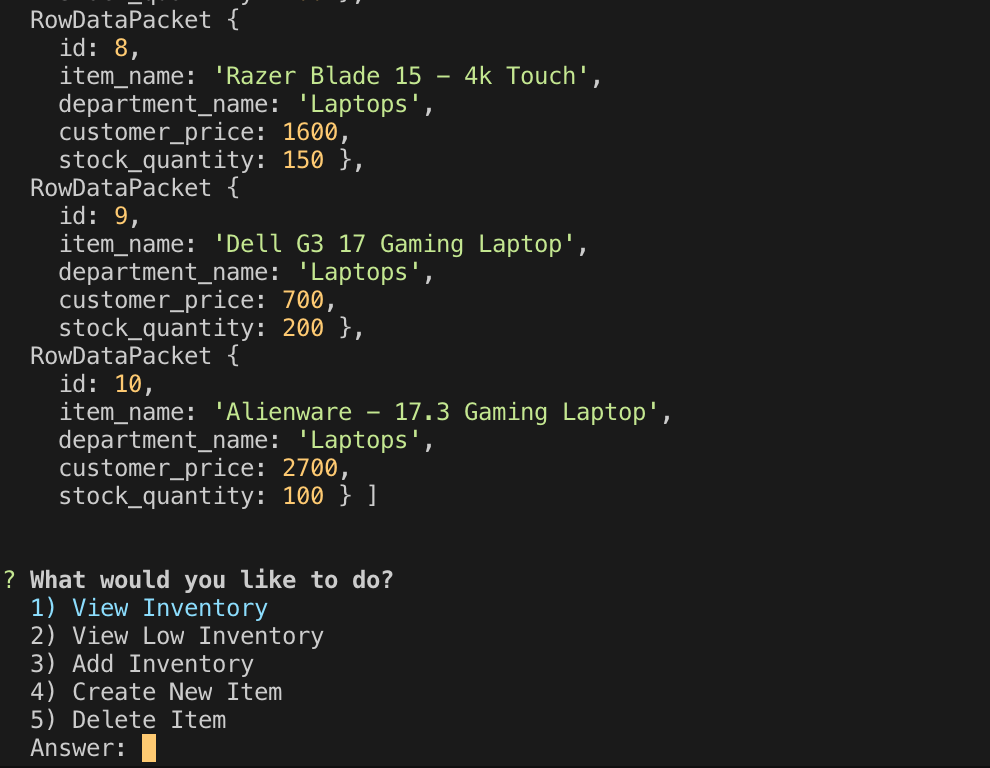 RowDataPacket {
id: 8,
item_name: 'Razer Blade 15 – 4k Touch',
department_name: 'Laptops',
customer_price: 1600,
stock_quantity: 150 },
RowDataPacket {
id: 9,
item_name: 'Dell G3 17 Gaming Laptop',
department_name: 'Laptops',
customer_price: 700,
stock_quantity: 200 },
RowDataPacket {
id: 10,
item_name: 'Alienware – 17.3 Gaming Laptop',
department_name: 'Laptops',
customer_price: 2700,
stock_quantity: 100 } ]
? What would you like to do?
1) View Inventory
2) View Low Inventory
3) Add Inventory
4) Create New Item
5) Delete Item
Answer: